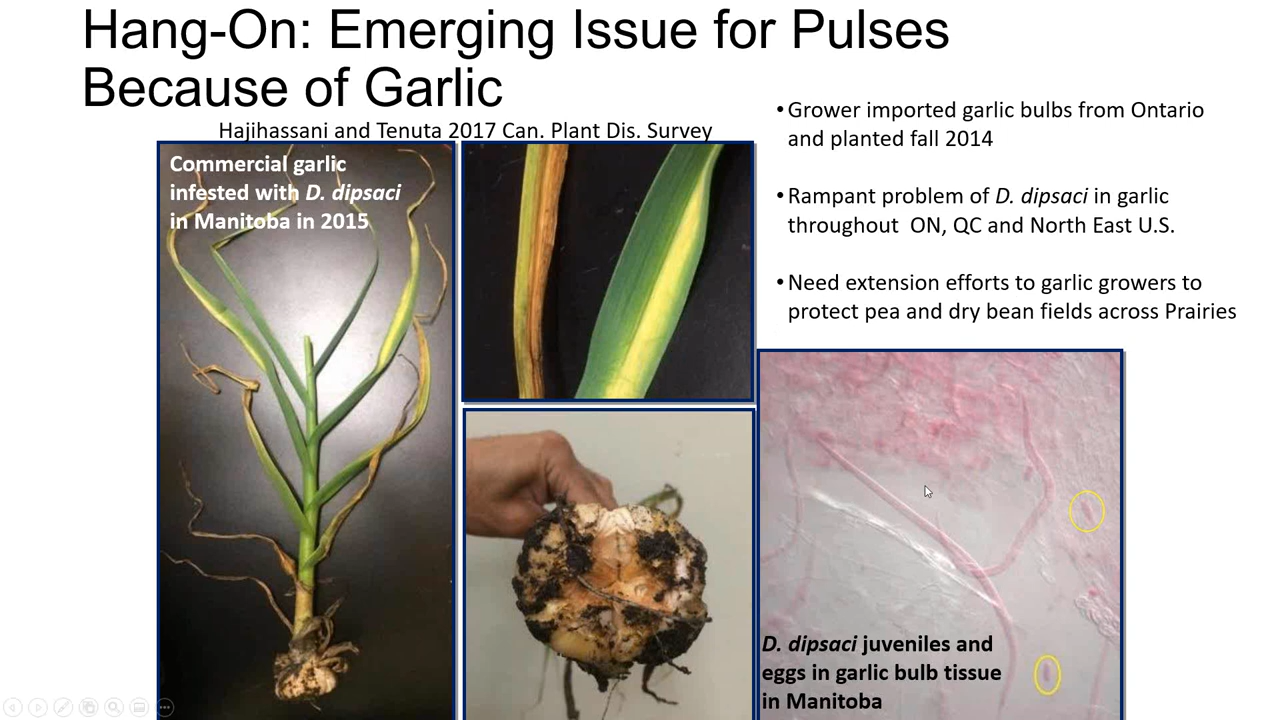 Hang-On: Emerging Issue for Pulses
Because of Garlic
Hajihassani and Tenuta 2017 Can. Plant Dis. Survey
Commercial garlic
infested with D. dipsaci
in Manitoba in 2015
•Grower imported garlic bulbs from Ontario
and planted fall 2014
•Rampant problem of D. dipsaci in garlic
throughout  ON, QC and North East U.S.
•Need extension efforts to garlic growers to
protect pea and dry bean fields across Prairies
D. dipsaci juveniles and
eggs in garlic bulb tissue
in Manitoba